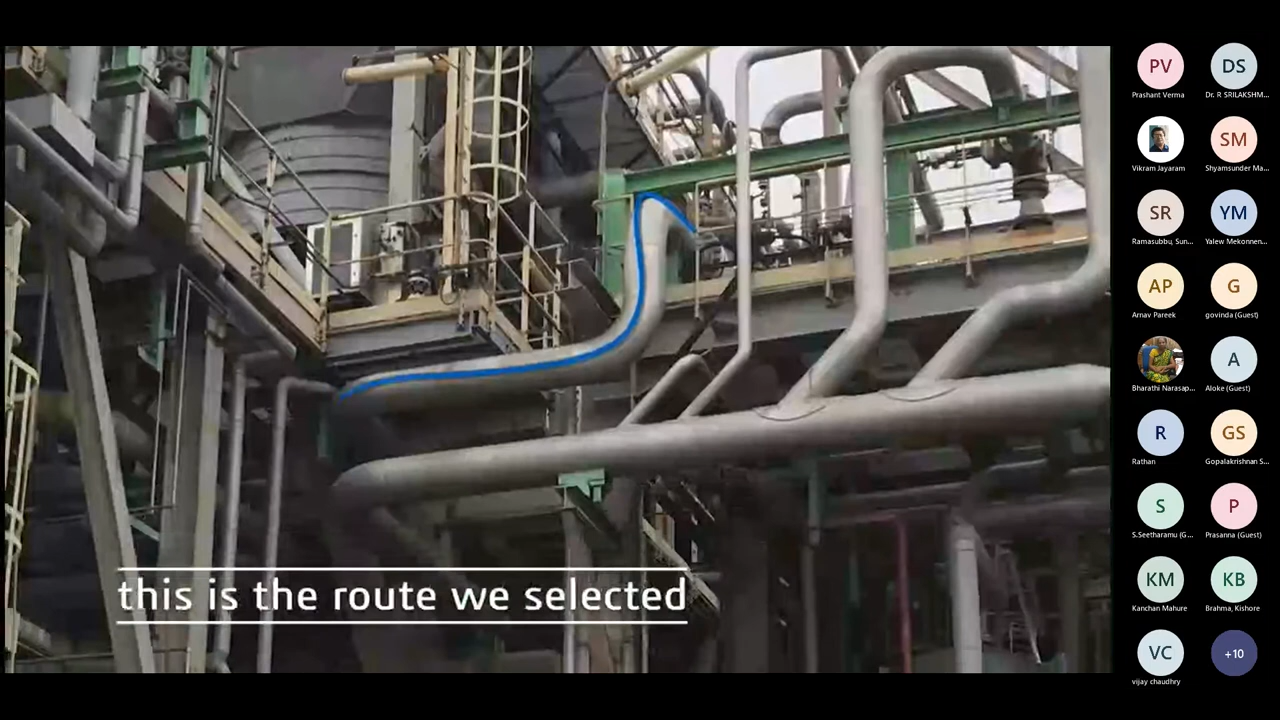 this is the route we selected
PV
DS
Prashant Verma
Dr. R SRILAKSHM...
SM
Vikram Jayaram
Shyamsunder Ma...
SR
YM
Ramasubbu, Sun...
Yalew Mekonnen...
AP
G
Arnav Pareek
govinda (Guest)
A
Bharathi Narasap...
Aloke (Guest)
R
GS
Rathan
Gopalakrishnan S...
S
P
S.Seetharamu (G...
Prasanna (Guest)
KM
KB
Kanchan Mahure
Brahma, Kishore
VC
+10
vijay chaudhry